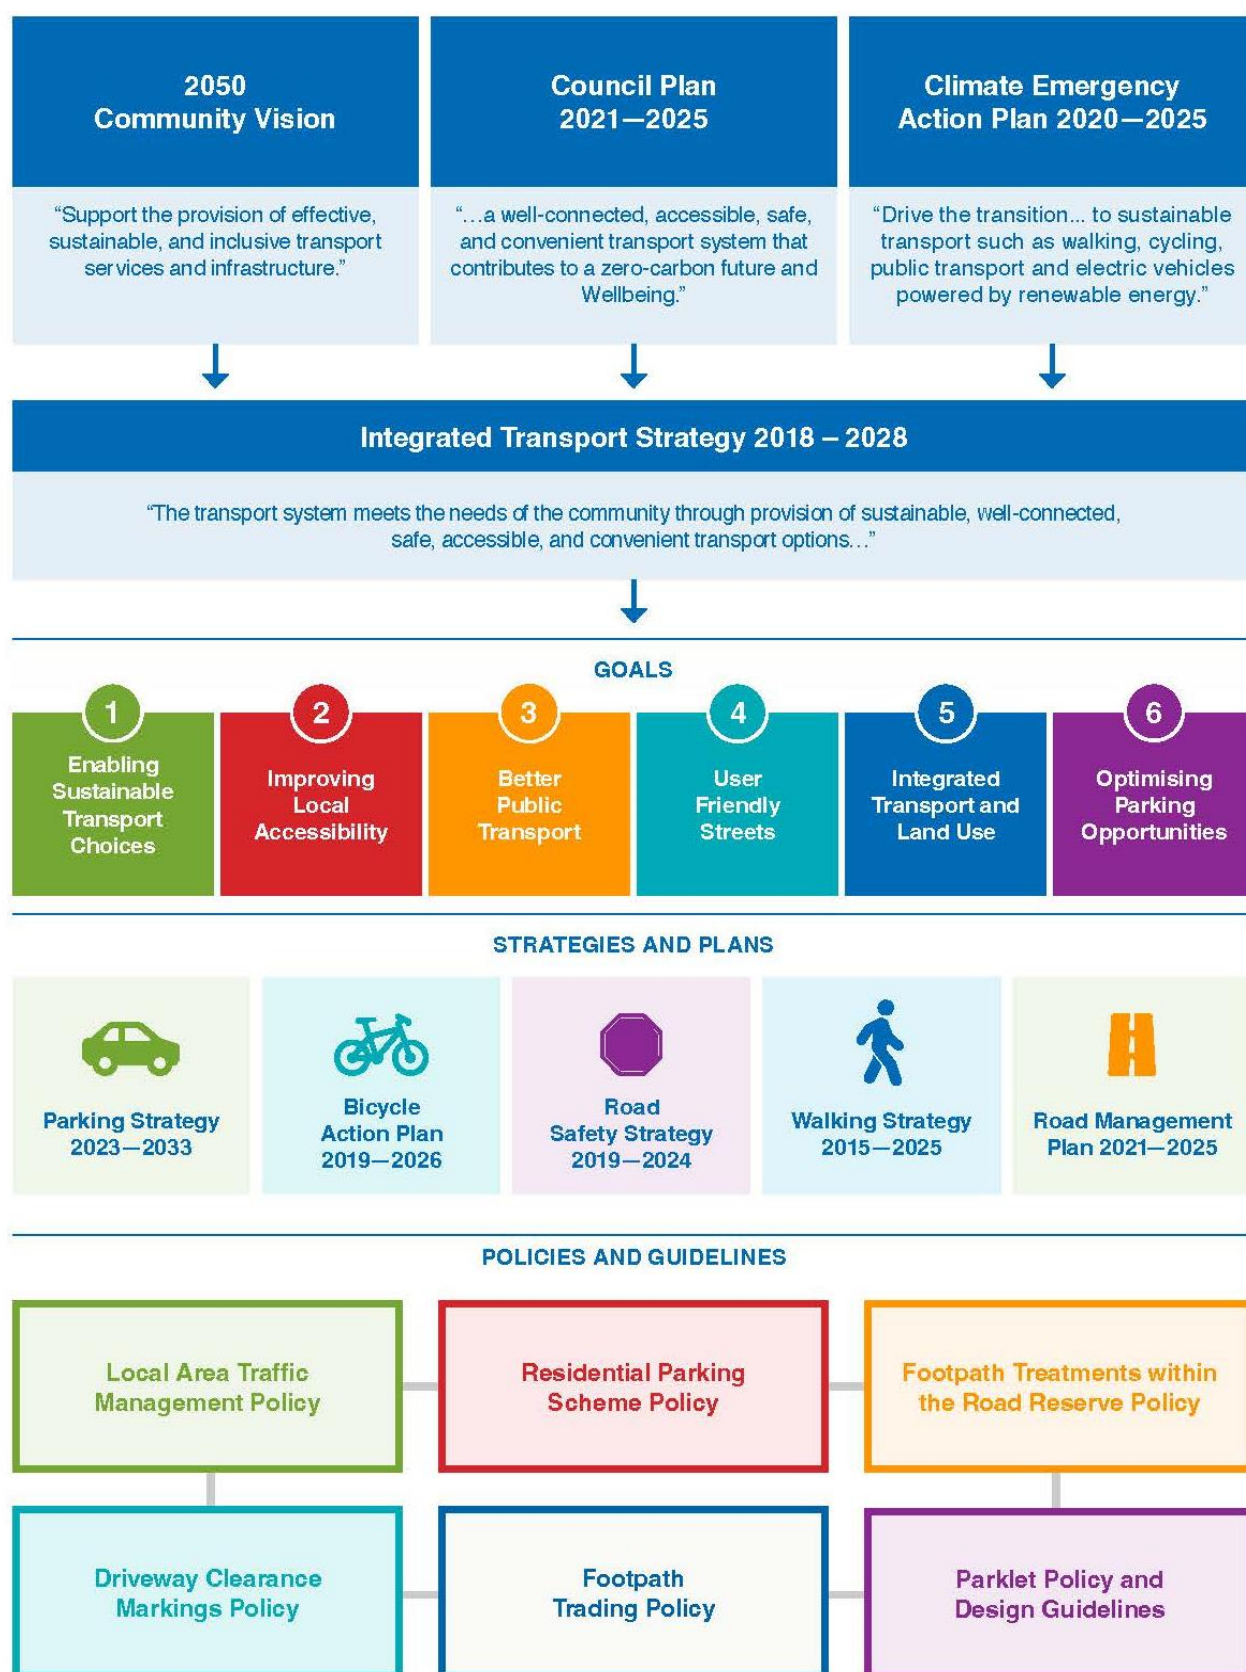 2050
Community Vision
“Support the provision of effective,
sustainable, and inclusive transport
services and infrastructure.”
Council Plan
2021—2025
“…a well-connected, accessible, safe,
and convenient transport system that
contributes to a zero-carbon future and
Wellbeing.”
Climate Emergency
Action Plan 2020—2025
“Drive the transition... to sustainable
transport such as walking, cycling,
public transport and electric vehicles
powered by renewable energy.”
Integrated Transport Strategy 2018 – 2028
“The transport system meets the needs of the community through provision of sustainable, well-connected,
safe, accessible, and convenient transport options…”
GOALS
1
Enabling
Sustainable
Transport
Choices
2
Improving
Local
Accessibility
3
Better
Public
Transport
4
User
Friendly
Streets
5
Integrated
Transport and
Land Use
6
Optimising
Parking
Opportunities
STRATEGIES AND PLANS
Parking Strategy
2023—2033
Bicycle
Action Plan
2019—2026
Road
Safety Strategy
2019—2024
Walking Strategy
2015—2025
Road Management
Plan 2021—2025
POLICIES AND GUIDELINES
Local Area Traffic
Management Policy
Residential Parking
Scheme Policy
Footpath Treatments within
the Road Reserve Policy
Driveway Clearance
Markings Policy
Footpath
Trading Policy
Parklet Policy and
Design Guidelines